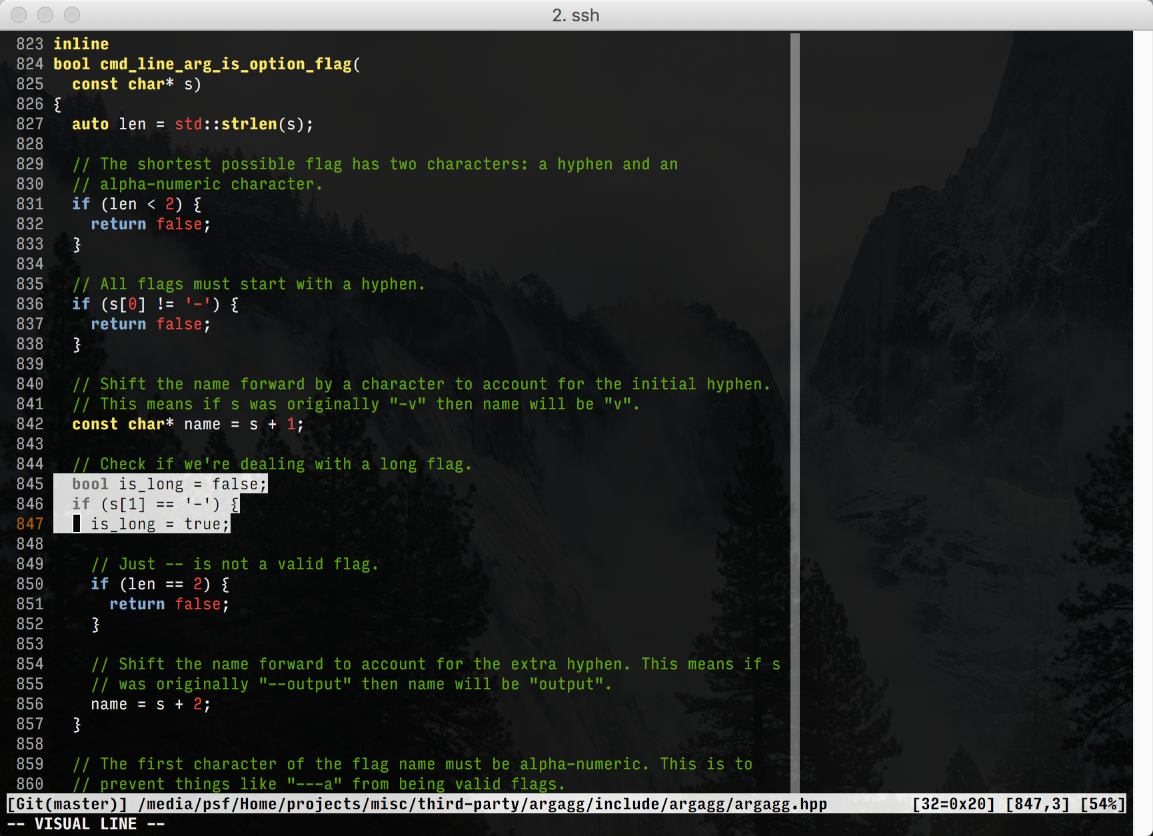 2. ssh
823 inline
824 bool cmd_line_arg_is_option_flag(
825   const char* s)
826 {
827   auto len = std::strlen(s);
828
829   // The shortest possible flag has two characters: a hyphen and an
830   // alpha-numeric character.
831   if (len < 2) {
832     return false;
833   }
834
835   // All flags must start with a hyphen.
836   if (s[0] != '-') {
837     return false;
838   }
839
840   // Shift the name forward by a character to account for the initial hyphen.
841   // This means if s was originally "-v" then name will be "v".
842   const char* name = s + 1;
843
844   // Check if we're dealing with a long flag.
845   bool is_long = false;
846   if (s[1] == '-') {
847     is_long = true;
848
849     // Just -- is not a valid flag.
850     if (len == 2) {
851       return false;
852     }
853
854     // Shift the name forward to account for the extra hyphen. This means if s
855     // was originally "--output" then name will be "output".
856     name = s + 2;
857   }
858
859   // The first character of the flag name must be alpha-numeric. This is to
860   // prevent things like "---a" from being valid flags.
[Git(master)] /media/psf/Home/projects/misc/third-party/argagg/include/argagg/argagg.hpp [32=0x20] [847,3] [54%]
-- VISUAL LINE --